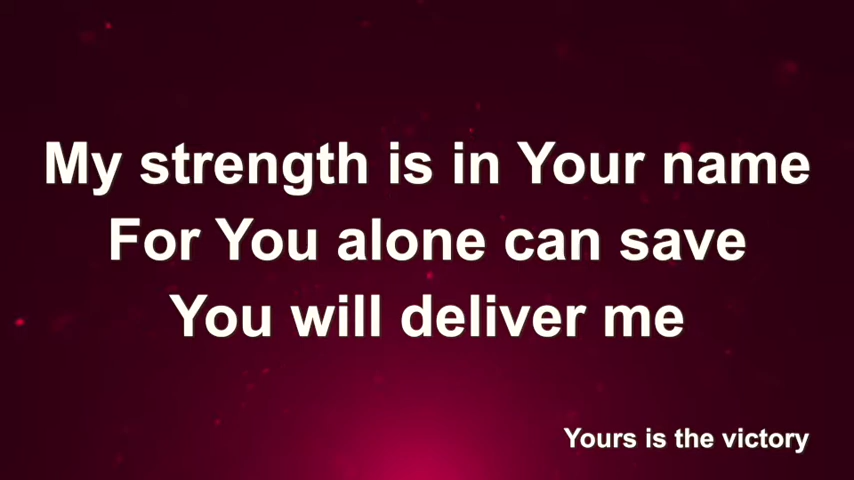 My strength is in Your name
For You alone can save
You will deliver me
Yours is the victory